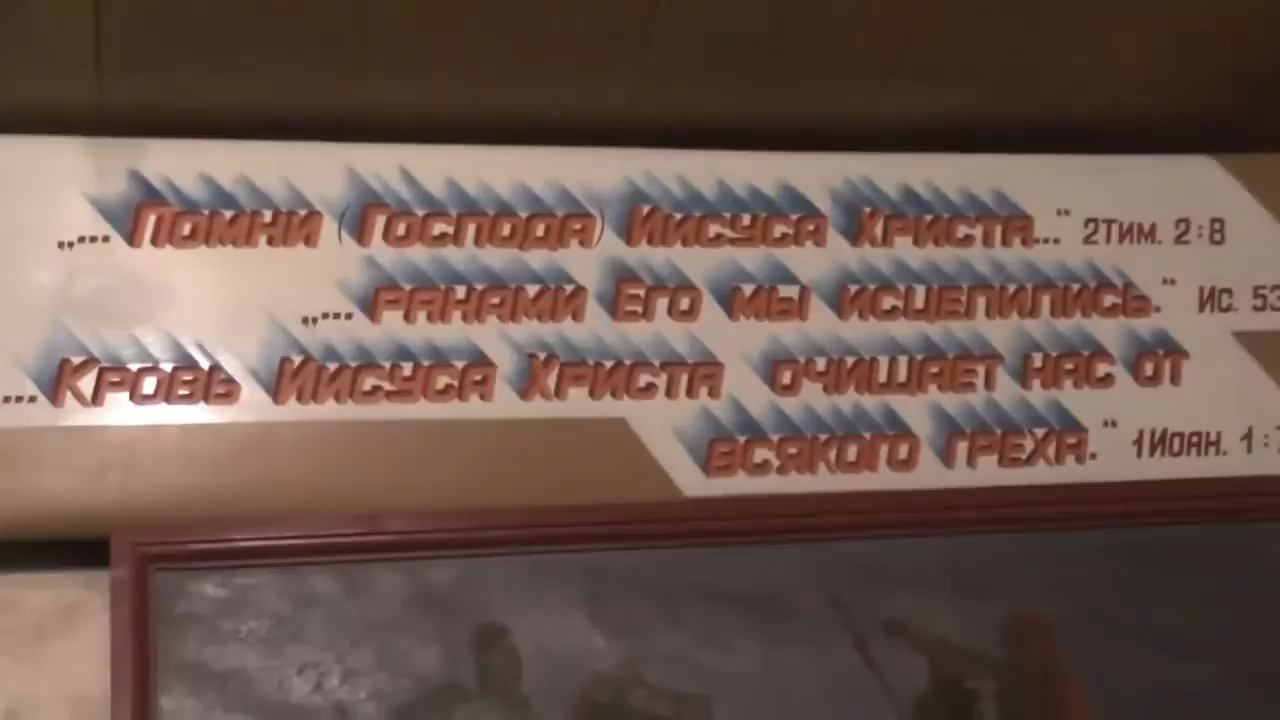 „... Помни (Господа) Иисуса Христа...“ 2Тим. 2:8
„... ранами Его мы исцелились.“ Ис. 53
... Кровь Иисуса Христа очищает нас от
всякого греха.“ 1Иоан. 1: